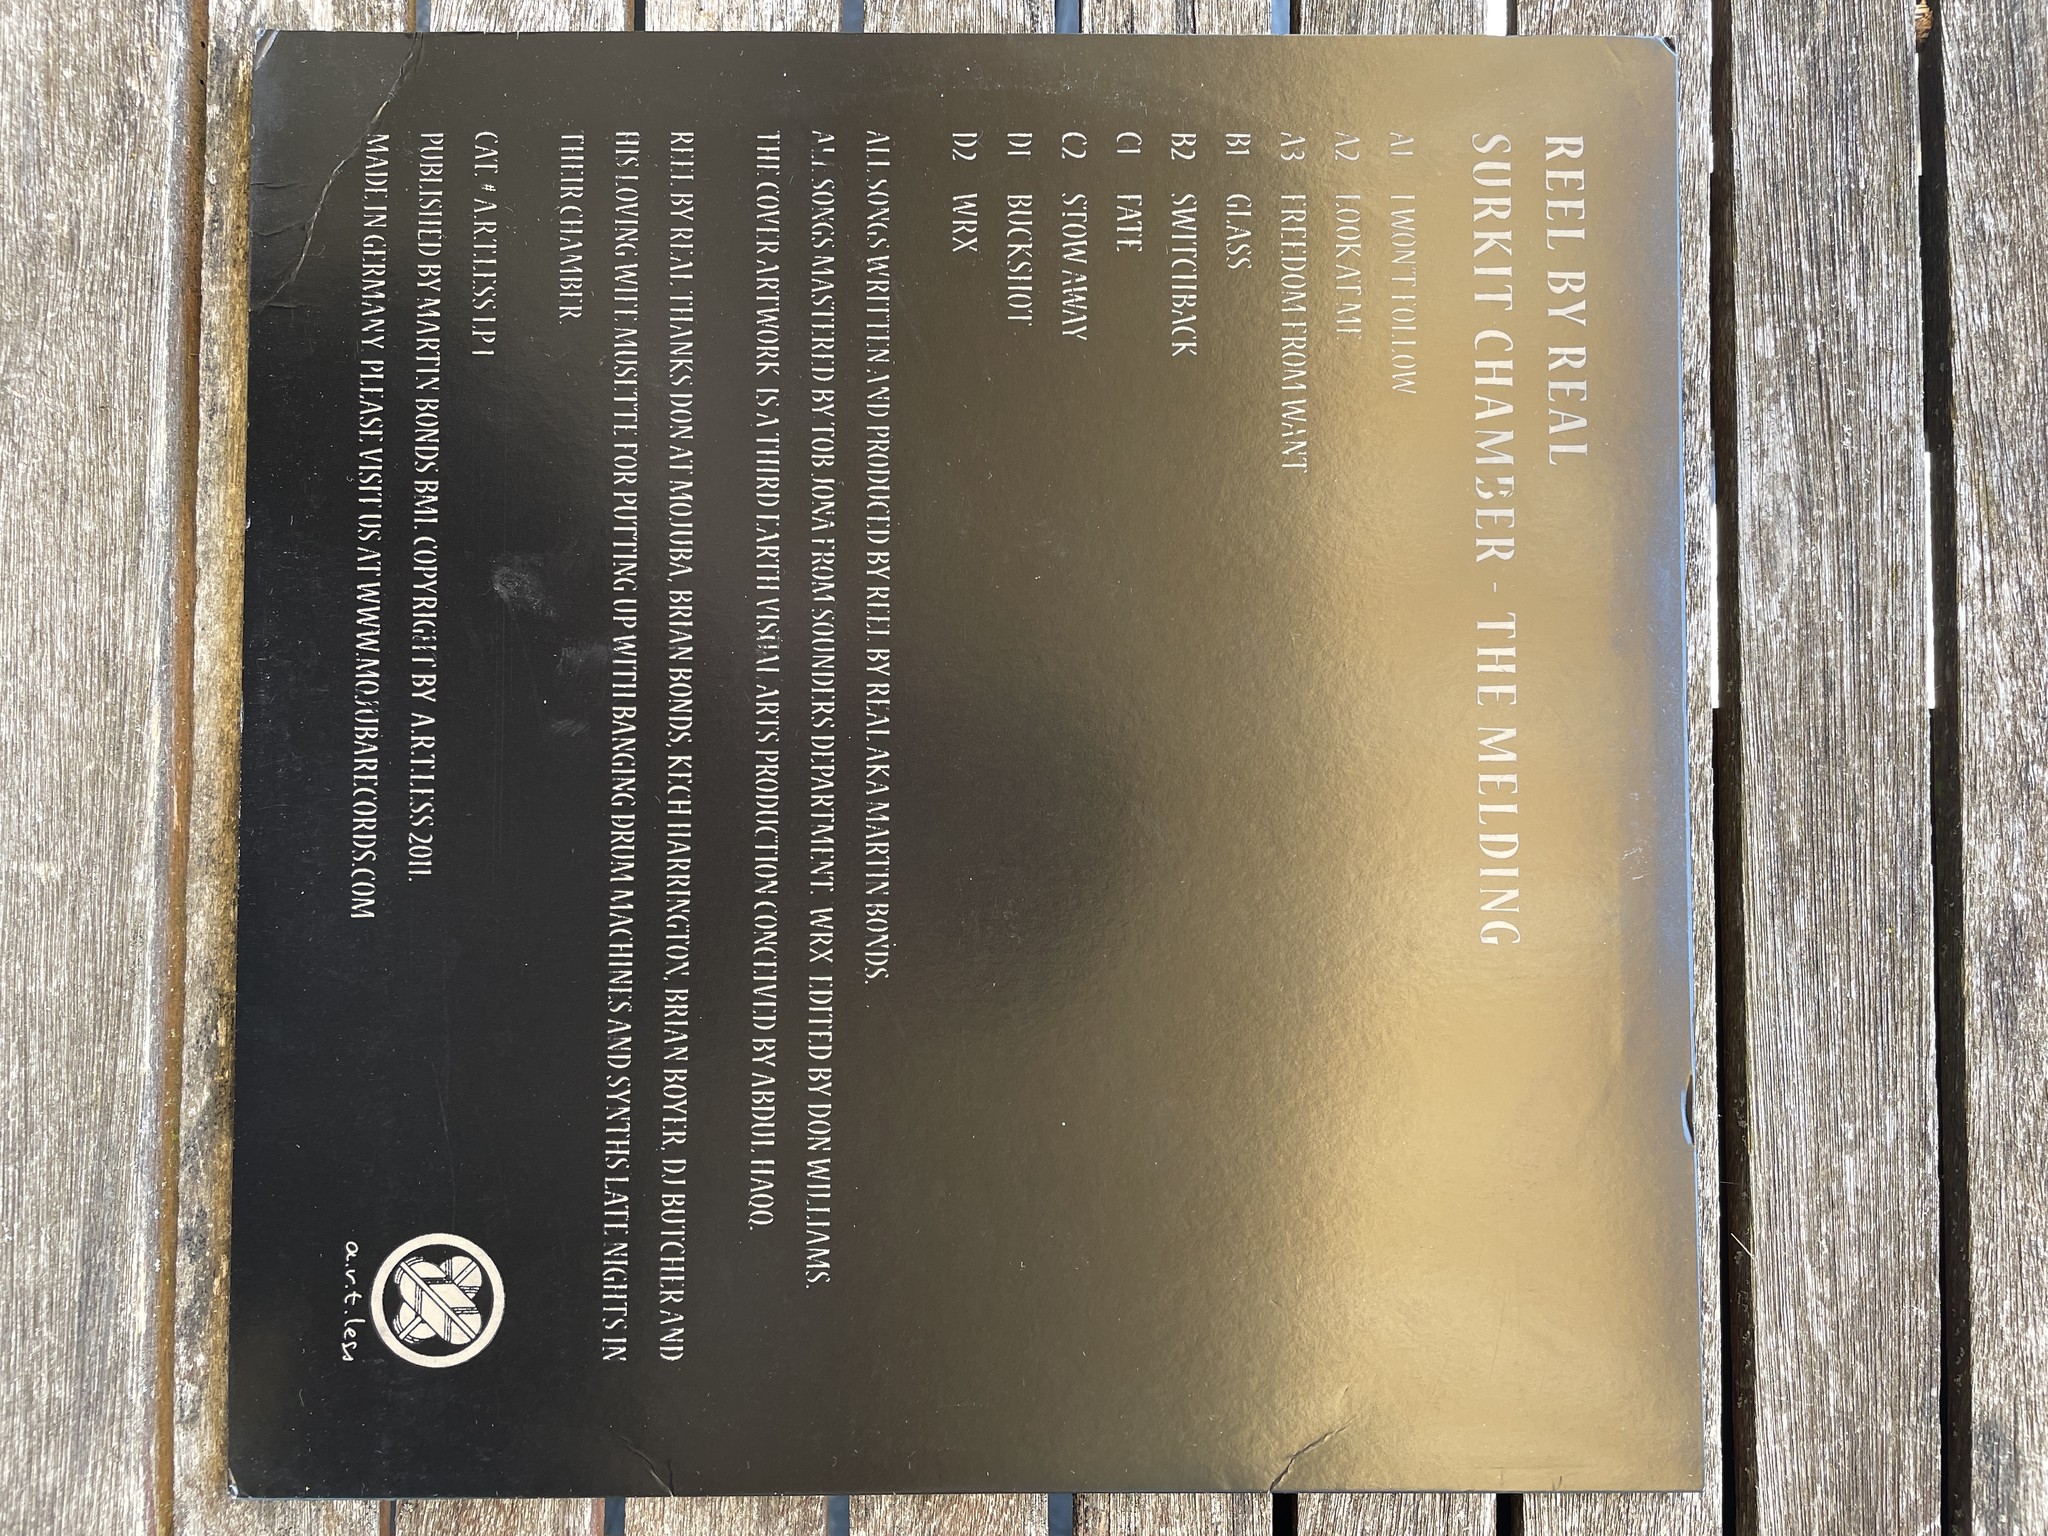 REEL BY REAL
SURKIT CHAMBER - THE MELDING
A1 I WON'T FOLLOW
A2 LOOK AT ME
A3 FREEDOM FROM WANT
B1 GLASS
B2 SWITCHBACK
C1 FATE
C2 STOW AWAY
D1 BUCKSHOT
D2 WRX
ALL SONGS WRITTEN AND PRODUCED BY REEL BY REAL AKA MARTIN BONDS.
ALL SONGS MASTERED BY TOBI JONA FROM SOUNDERS DEPARTMENT. WRX EDITED BY DON WILLIAMS.
THE COVER ARTWORK IS A THIRD EARTH VISUAL ARTS PRODUCTION CONCEIVED BY ABDUL HAQQ.
REEL BY REAL THANKS DON AT MOJUBA, BRIAN BONDS, KECH HARRINGTON, BRIAN BOYER, DJ BUTCHER AND
HIS LOVING WIFE MUSETTE FOR PUTTING UP WITH BANGING DRUM MACHINES AND SYNTHS LATE NIGHTS IN
THEIR CHAMBER.
CAT. # A.R.T.LESS LP 1
PUBLISHED BY MARTIN BONDS BMI. COPYRIGHT BY A.R.T.LESS 2011.
MADE IN GERMANY. PLEASE VISIT US AT WWW.MOJUBARECORDS.COM
a.r.t.less